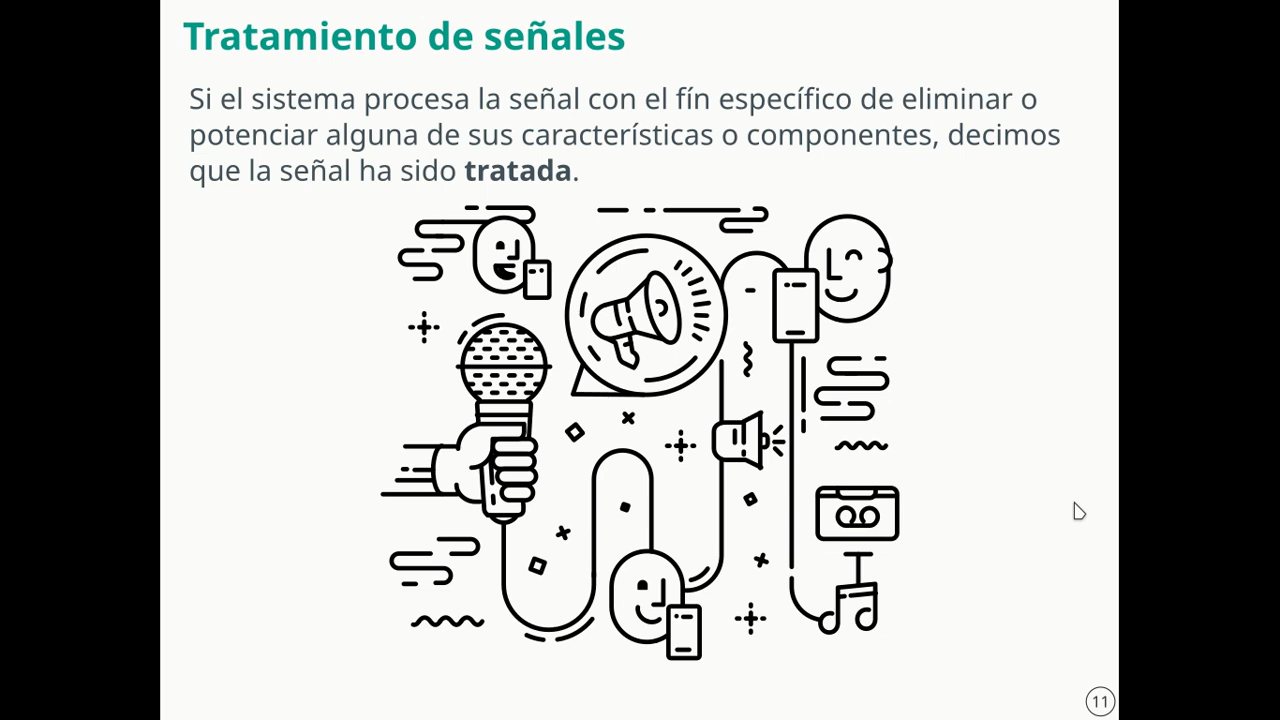 Tratamiento de señales
Si el sistema procesa la señal con el fín específico de eliminar o
potenciar alguna de sus características o componentes, decimos
que la señal ha sido tratada.
11